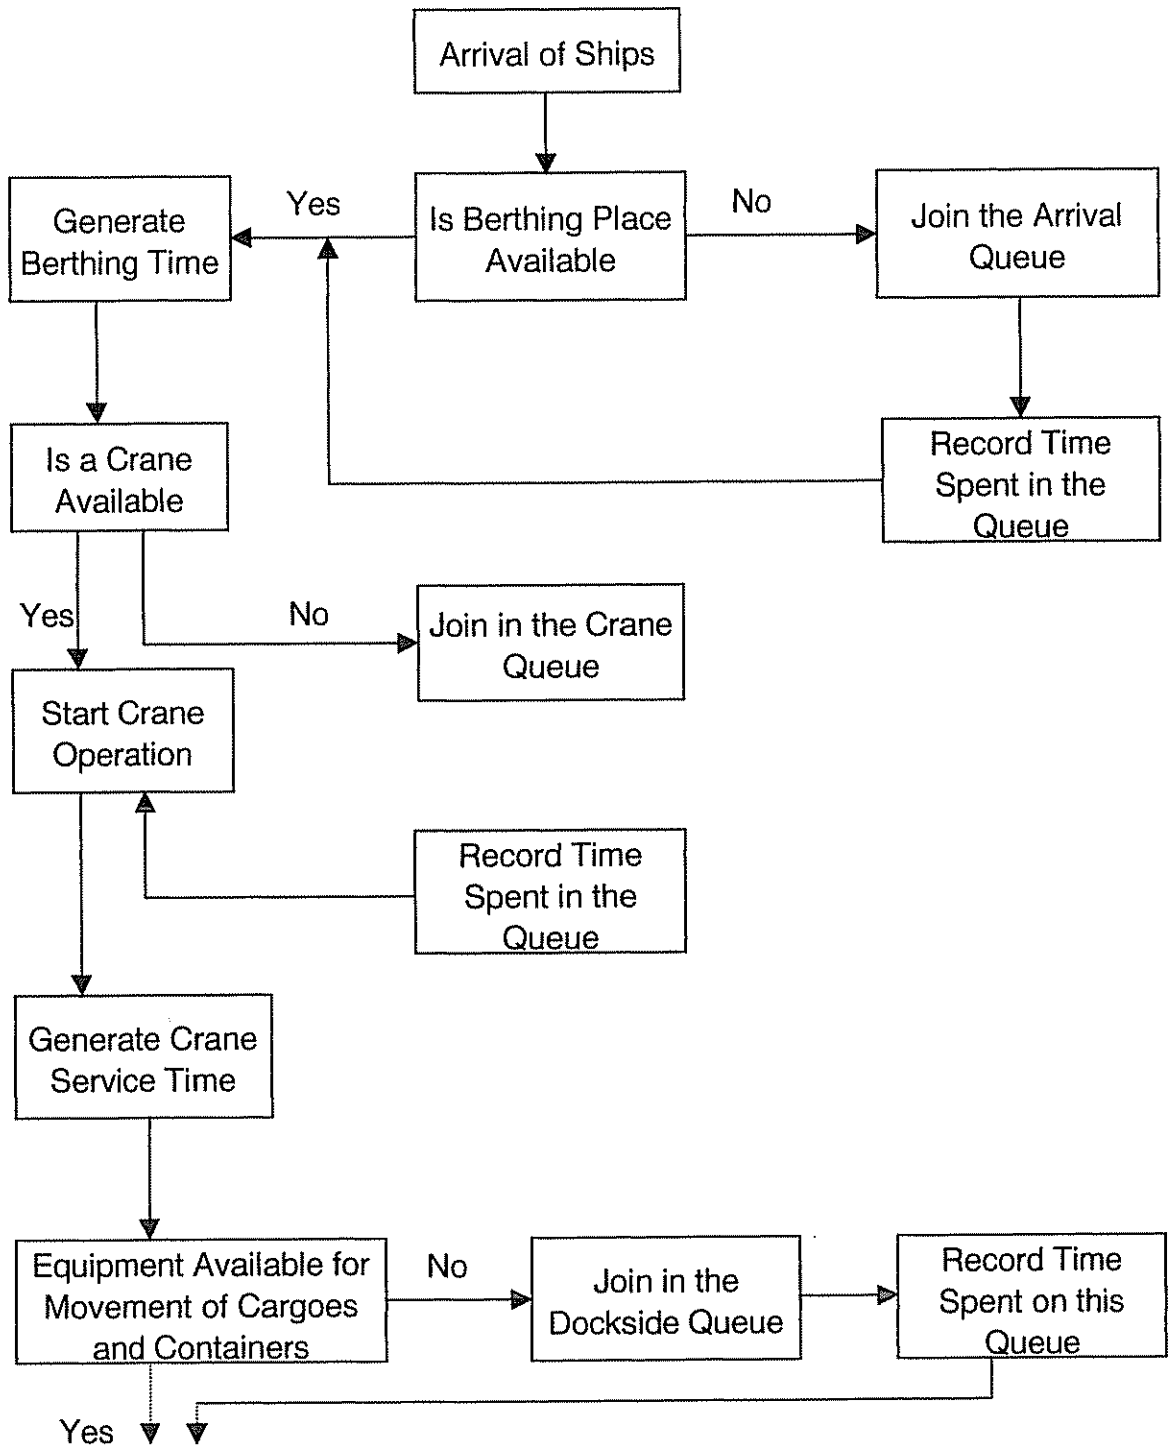 Arrival of Ships
Generate
Berthing Time
Yes
Is Berthing Place
Available
No
Join the Arrival
Queue
Is a Crane
Available
Record Time
Spent in the
Queue
Yes
No
Join in the Crane
Queue
Start Crane
Operation
Record Time
Spent in the
Queue
Generate Crane
Service Time
Equipment Available for
Movement of Cargoes
and Containers
No
Join in the
Dockside Queue
Record Time
Spent on this
Queue
Yes